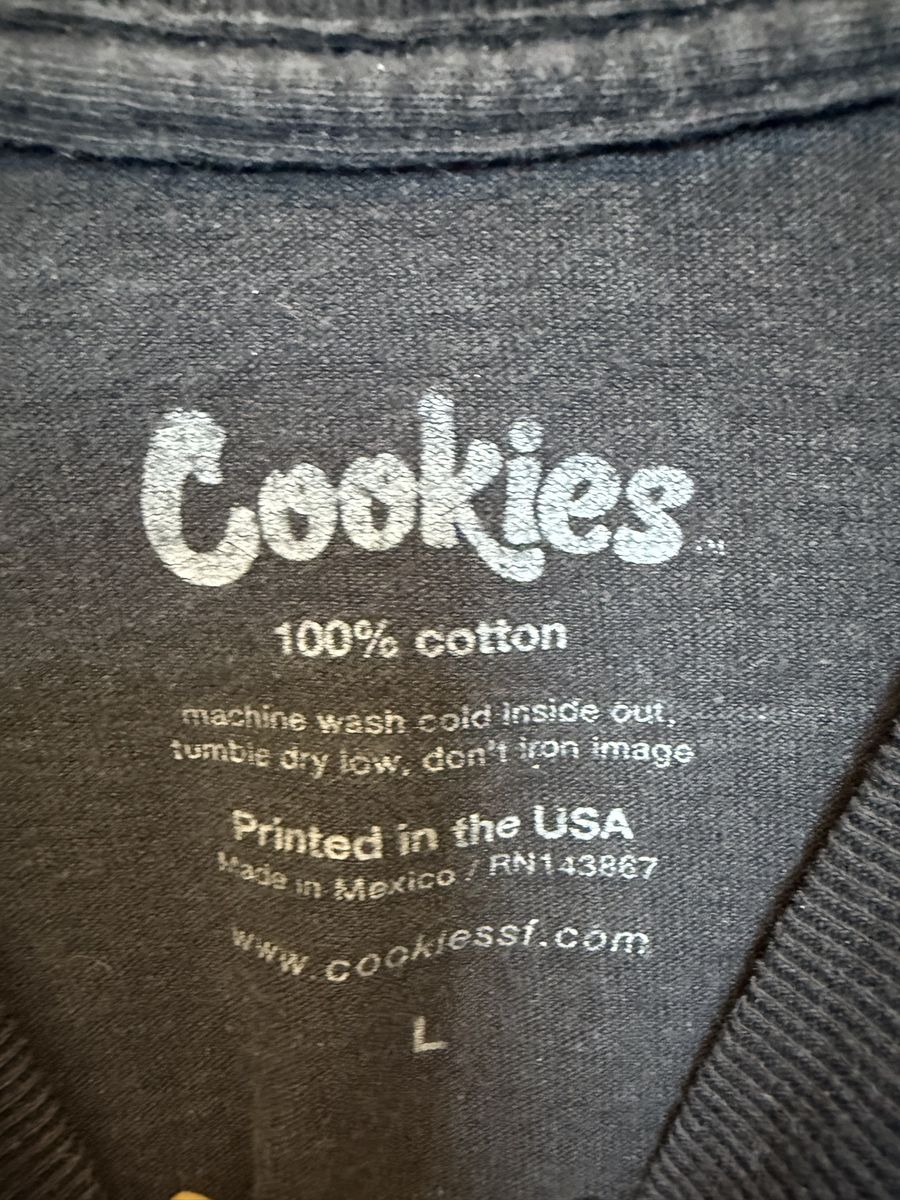 Cookies™
100% cotton
machine wash cold inside out,
tumble dry low, don't iron image
Printed in the USA
Made in Mexico / RN143867
www.cookiessf.com
L